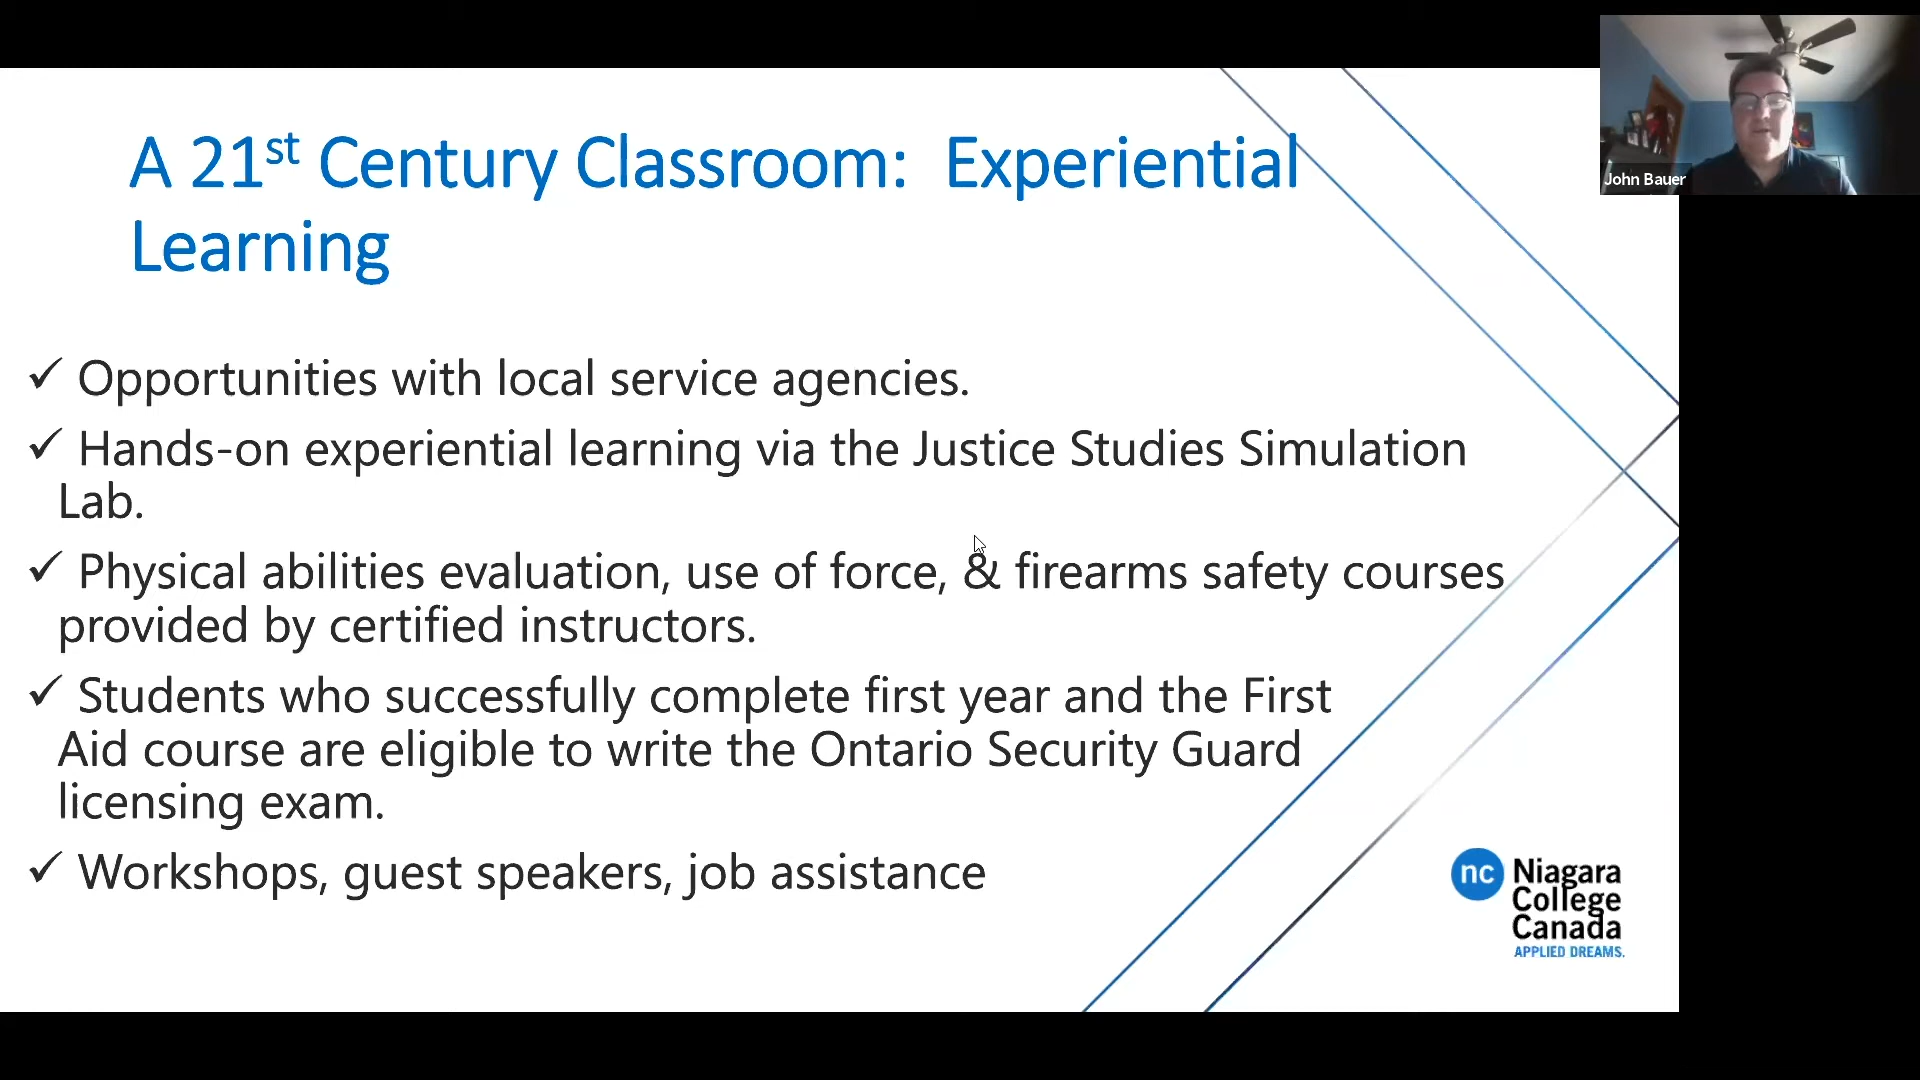 A 21st Century Classroom: Experiential
Learning
John Bauer
✓ Opportunities with local service agencies.
✓ Hands-on experiential learning via the Justice Studies Simulation
Lab.
✓ Physical abilities evaluation, use of force, & firearms safety courses
provided by certified instructors.
✓ Students who successfully complete first year and the First
Aid course are eligible to write the Ontario Security Guard
licensing exam.
✓ Workshops, guest speakers, job assistance
nc Niagara
College
Canada
APPLIED DREAMS.